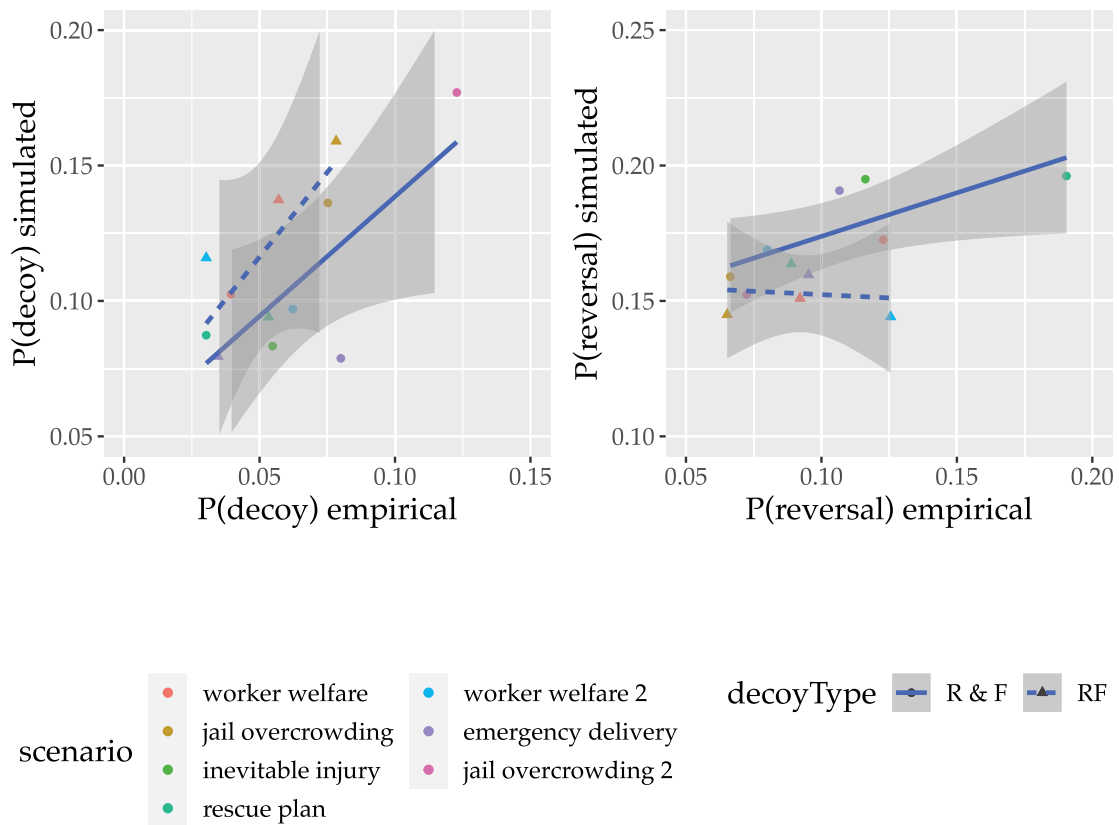 0.20
0.15
0.10
0.05
P(decoy) simulated
0.00
0.05
0.10
0.15
P(decoy) empirical
0.25
0.20
0.15
0.10
P(reversal) simulated
0.05
0.10
0.15
0.20
P(reversal) empirical
scenario
worker welfare
jail overcrowding
inevitable injury
rescue plan
worker welfare 2
emergency delivery
jail overcrowding 2
decoyType
R & F
RF